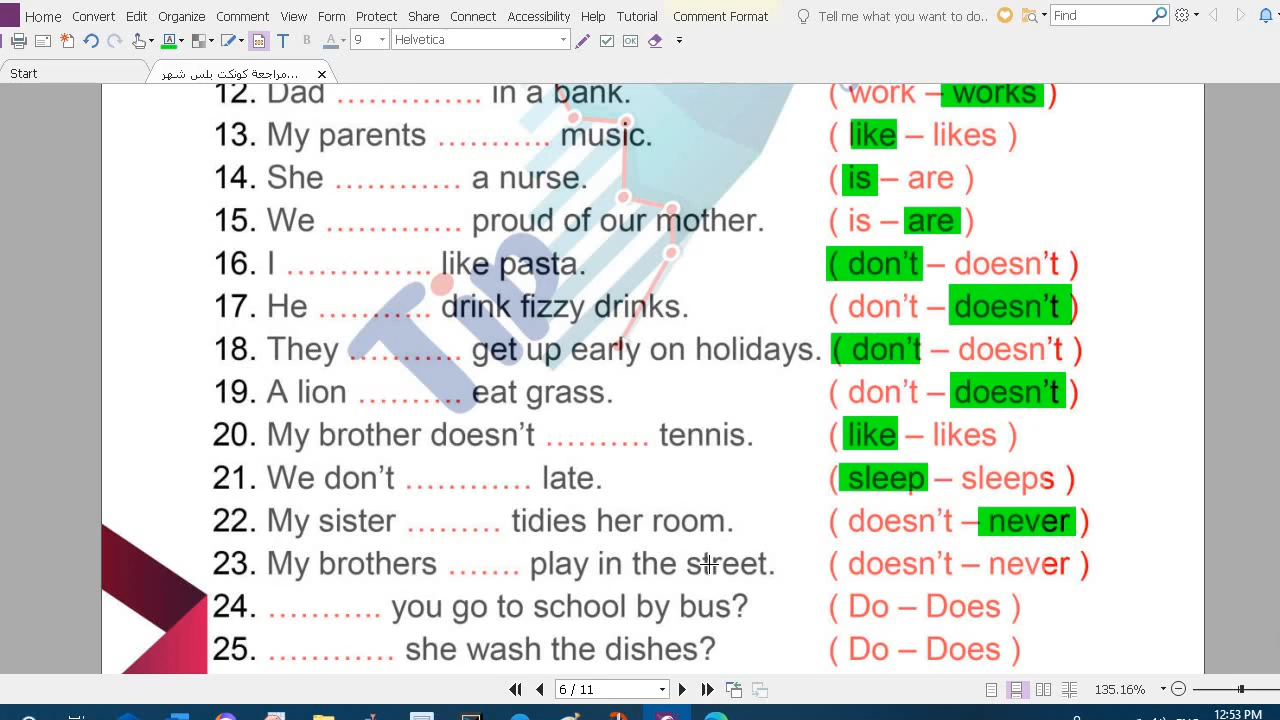 Home Convert Edit Organize Comment View Form Protect Share Connect Accessibility Help Tutorial Comment Format Tell me what you want to do.. Find
9 Helvetica
Start مراجعة كونكت بلس شهر...
12. Dad .............. in a bank. ( work – works )
13. My parents ........... music. ( like – likes )
14. She ............ a nurse. ( is – are )
15. We ............. proud of our mother. ( is – are )
16. I .............. like pasta. ( don't – doesn't )
17. He ........... drink fizzy drinks. ( don't – doesn't )
18. They ........... get up early on holidays. ( don't – doesn't )
19. A lion .......... eat grass. ( don't – doesn't )
20. My brother doesn't .......... tennis. ( like – likes )
21. We don't ............ late. ( sleep – sleeps )
22. My sister ......... tidies her room. ( doesn't – never )
23. My brothers ....... play in the street. ( doesn't – never )
24. ........... you go to school by bus? ( Do – Does )
25. ............ she wash the dishes? ( Do – Does )
Tip
6 / 11 135.16%
12:53 PM